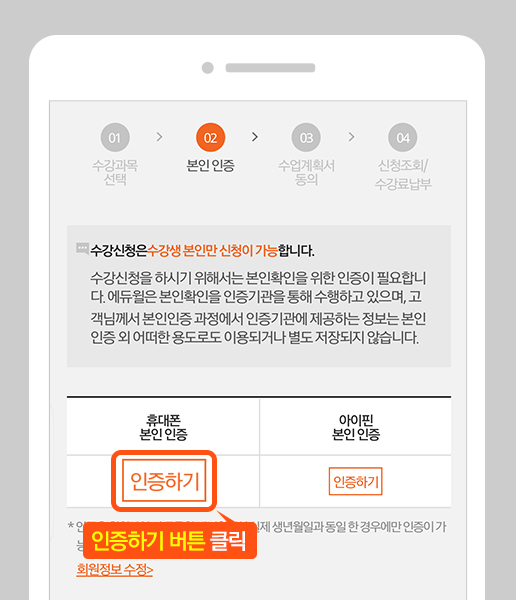 01 02 03 04
수강과목 선택
본인 인증
수업계획서 동의
신청조회/ 수강료납부
수강신청은수강생 본인만 신청이 가능합니다.
수강신청을 하시기 위해서는 본인확인을 위한 인증이 필요합니
다. 에듀윌은 본인확인을 인증기관을 통해 수행하고 있으며, 고
객님께서 본인인증 과정에서 인증기관에 제공하는 정보는 본인
인증 외 어떠한 용도로도 이용되거나 별도 저장되지 않습니다.
휴대폰 본인 인증
아이핀 본인 인증
인증하기 인증하기
* 생년월일과 동일 한 경우에만 인증이 가
인증하기 버튼 클릭
회원정보 수정>